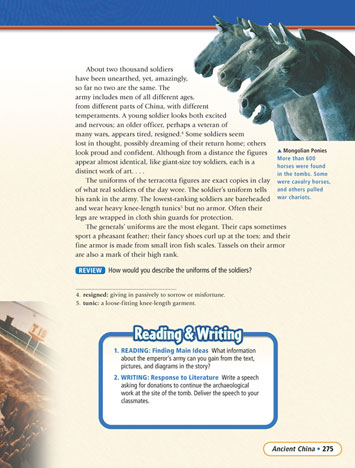 About two thousand soldiers
have been unearthed, yet, amazingly,
so far no two are the same. The
army includes men of all different ages,
from different parts of China, with different
temperaments. A young soldier looks both excited
and nervous; an older officer, perhaps a veteran of
many wars, appears tired, resigned.⁴ Some soldiers seem
lost in thought, possibly dreaming of their return home; others
look proud and confident. Although from a distance the figures
appear almost identical, like giant-size toy soldiers, each is a
distinct work of art. . . .
The uniforms of the terracotta figures are exact copies in clay
of what real soldiers of the day wore. The soldier's uniform tells
his rank in the army. The lowest-ranking soldiers are bareheaded
and wear heavy knee-length tunics⁵ but no armor. Often their
legs are wrapped in cloth shin guards for protection.
The generals' uniforms are the most elegant. Their caps sometimes
sport a pheasant feather; their fancy shoes curl up at the toes; and their
fine armor is made from small iron fish scales. Tassels on their armor
are also a mark of their high rank.
▲ Mongolian Ponies
More than 600
horses were found
in the tombs. Some
were cavalry horses,
and others pulled
war chariots.
REVIEW How would you describe the uniforms of the soldiers?
4. resigned: giving in passively to sorrow or misfortune.
5. tunic: a loose-fitting knee-length garment.
Reading & Writing
1. READING: Finding Main Ideas What information
about the emperor's army can you gain from the text,
pictures, and diagrams in the story?
2. WRITING: Response to Literature Write a speech
asking for donations to continue the archaeological
work at the site of the tomb. Deliver the speech to your
classmates.
Ancient China • 275